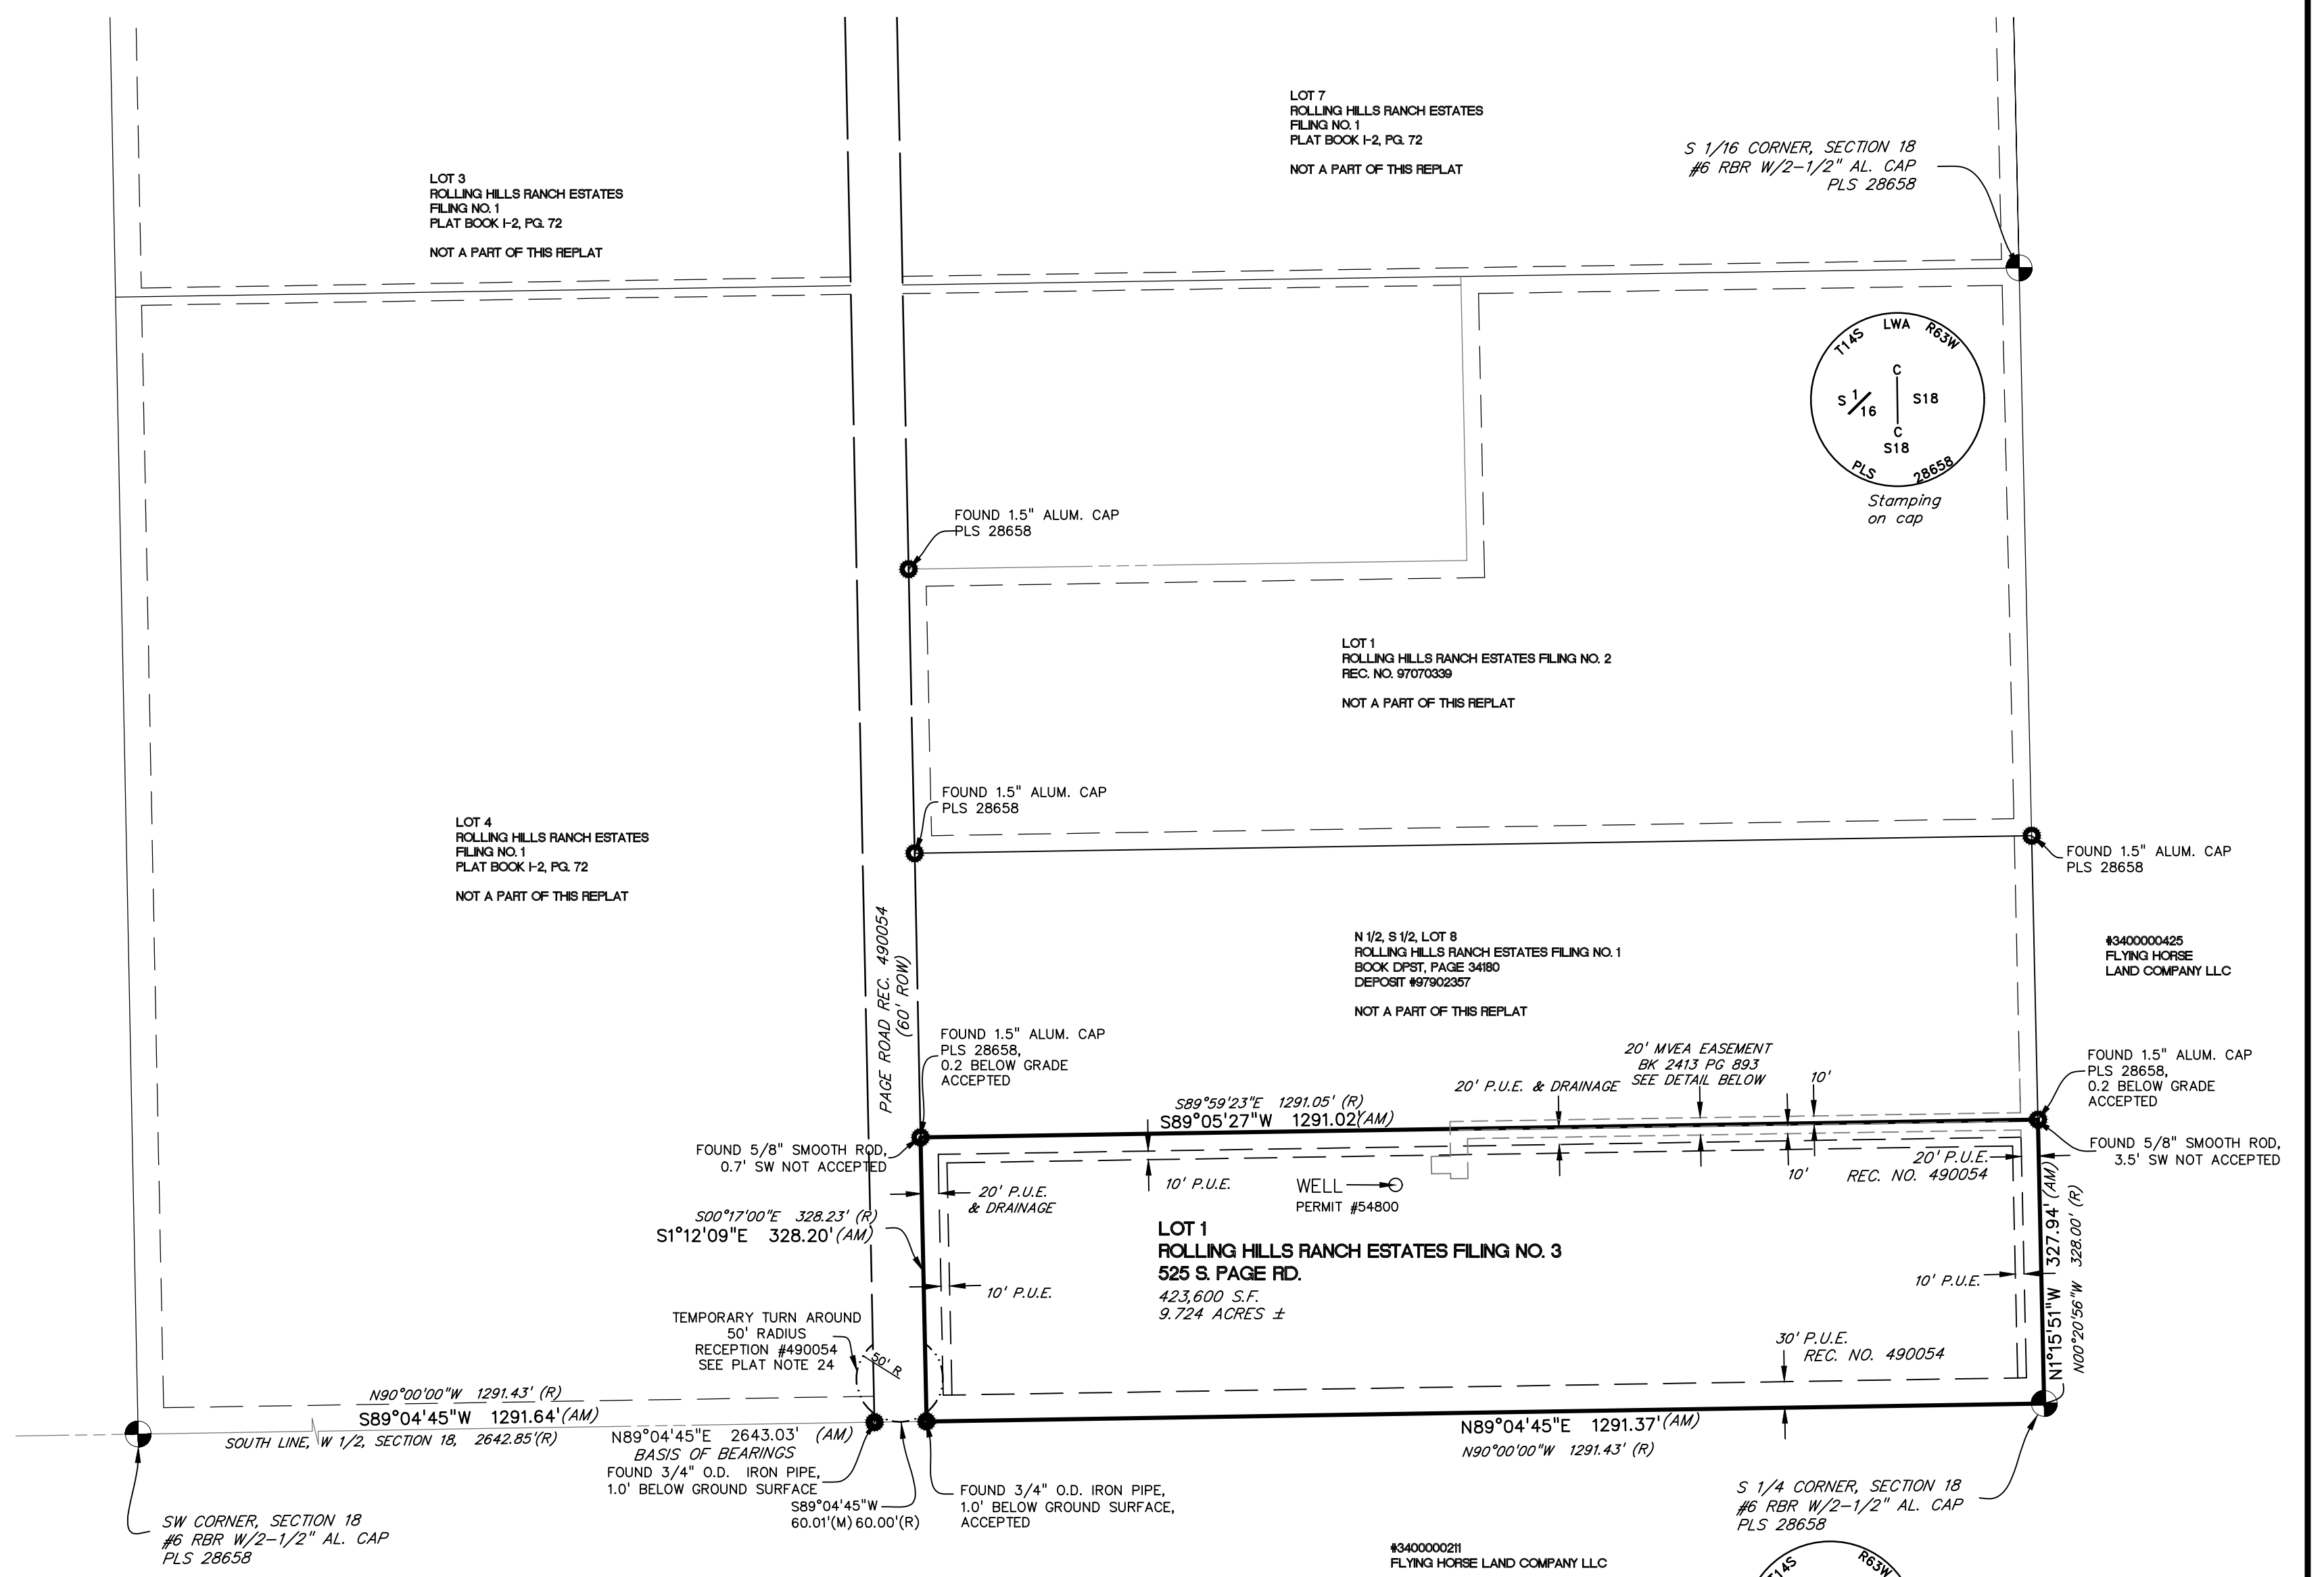 LOT 7
ROLLING HILLS RANCH ESTATES
FILING NO. 1
PLAT BOOK I-2, PG. 72
NOT A PART OF THIS REPLAT
S 1/16 CORNER, SECTION 18
#6 RBR W/2-1/2" AL. CAP
PLS 28658
LOT 3
ROLLING HILLS RANCH ESTATES
FILING NO. 1
PLAT BOOK I-2, PG. 72
NOT A PART OF THIS REPLAT
T14S LWA R63W
C
S 1/16 S18
C
S18
PLS 28658
Stamping
on cap
FOUND 1.5" ALUM. CAP
PLS 28658
LOT 1
ROLLING HILLS RANCH ESTATES FILING NO. 2
REC. NO. 97070339
NOT A PART OF THIS REPLAT
FOUND 1.5" ALUM. CAP
PLS 28658
LOT 4
ROLLING HILLS RANCH ESTATES
FILING NO. 1
PLAT BOOK I-2, PG. 72
NOT A PART OF THIS REPLAT
FOUND 1.5" ALUM. CAP
PLS 28658
PAGE ROAD REC. 490054
(60' ROW)
N 1/2, S 1/2, LOT 8
ROLLING HILLS RANCH ESTATES FILING NO. 1
BOOK DPST, PAGE 34180
DEPOSIT #97902357
NOT A PART OF THIS REPLAT
#3400000425
FLYING HORSE
LAND COMPANY LLC
FOUND 1.5" ALUM. CAP
PLS 28658,
0.2 BELOW GRADE
ACCEPTED
20' MVEA EASEMENT
BK 2413 PG 893
SEE DETAIL BELOW
20' P.U.E. & DRAINAGE
10'
FOUND 1.5" ALUM. CAP
PLS 28658,
0.2 BELOW GRADE
ACCEPTED
S89°59'23"E 1291.05' (R)
S89°05'27"W 1291.02'(AM)
FOUND 5/8" SMOOTH ROD,
0.7' SW NOT ACCEPTED
FOUND 5/8" SMOOTH ROD,
3.5' SW NOT ACCEPTED
20' P.U.E.
REC. NO. 490054
10'
10' P.U.E.
20' P.U.E.
& DRAINAGE
WELL
PERMIT #54800
S00°17'00"E 328.23' (R)
S1°12'09"E 328.20'(AM)
LOT 1
ROLLING HILLS RANCH ESTATES FILING NO. 3
525 S. PAGE RD.
423,600 S.F.
9.724 ACRES ±
10' P.U.E.
10' P.U.E.
N1°15'51"W 327.94' (AM)
N00°20'56"W 328.00' (R)
TEMPORARY TURN AROUND
50' RADIUS
RECEPTION #490054
SEE PLAT NOTE 24
50' R
30' P.U.E.
REC. NO. 490054
N90°00'00"W 1291.43' (R)
S89°04'45"W 1291.64'(AM)
SOUTH LINE, W 1/2, SECTION 18, 2642.85'(R)
N89°04'45"E 2643.03' (AM)
BASIS OF BEARINGS
FOUND 3/4" O.D. IRON PIPE,
1.0' BELOW GROUND SURFACE
S89°04'45"W
60.01'(M) 60.00'(R)
FOUND 3/4" O.D. IRON PIPE,
1.0' BELOW GROUND SURFACE,
ACCEPTED
N89°04'45"E 1291.37'(AM)
N90°00'00"W 1291.43' (R)
S 1/4 CORNER, SECTION 18
#6 RBR W/2-1/2" AL. CAP
PLS 28658
SW CORNER, SECTION 18
#6 RBR W/2-1/2" AL. CAP
PLS 28658
#3400000211
FLYING HORSE LAND COMPANY LLC
R63W